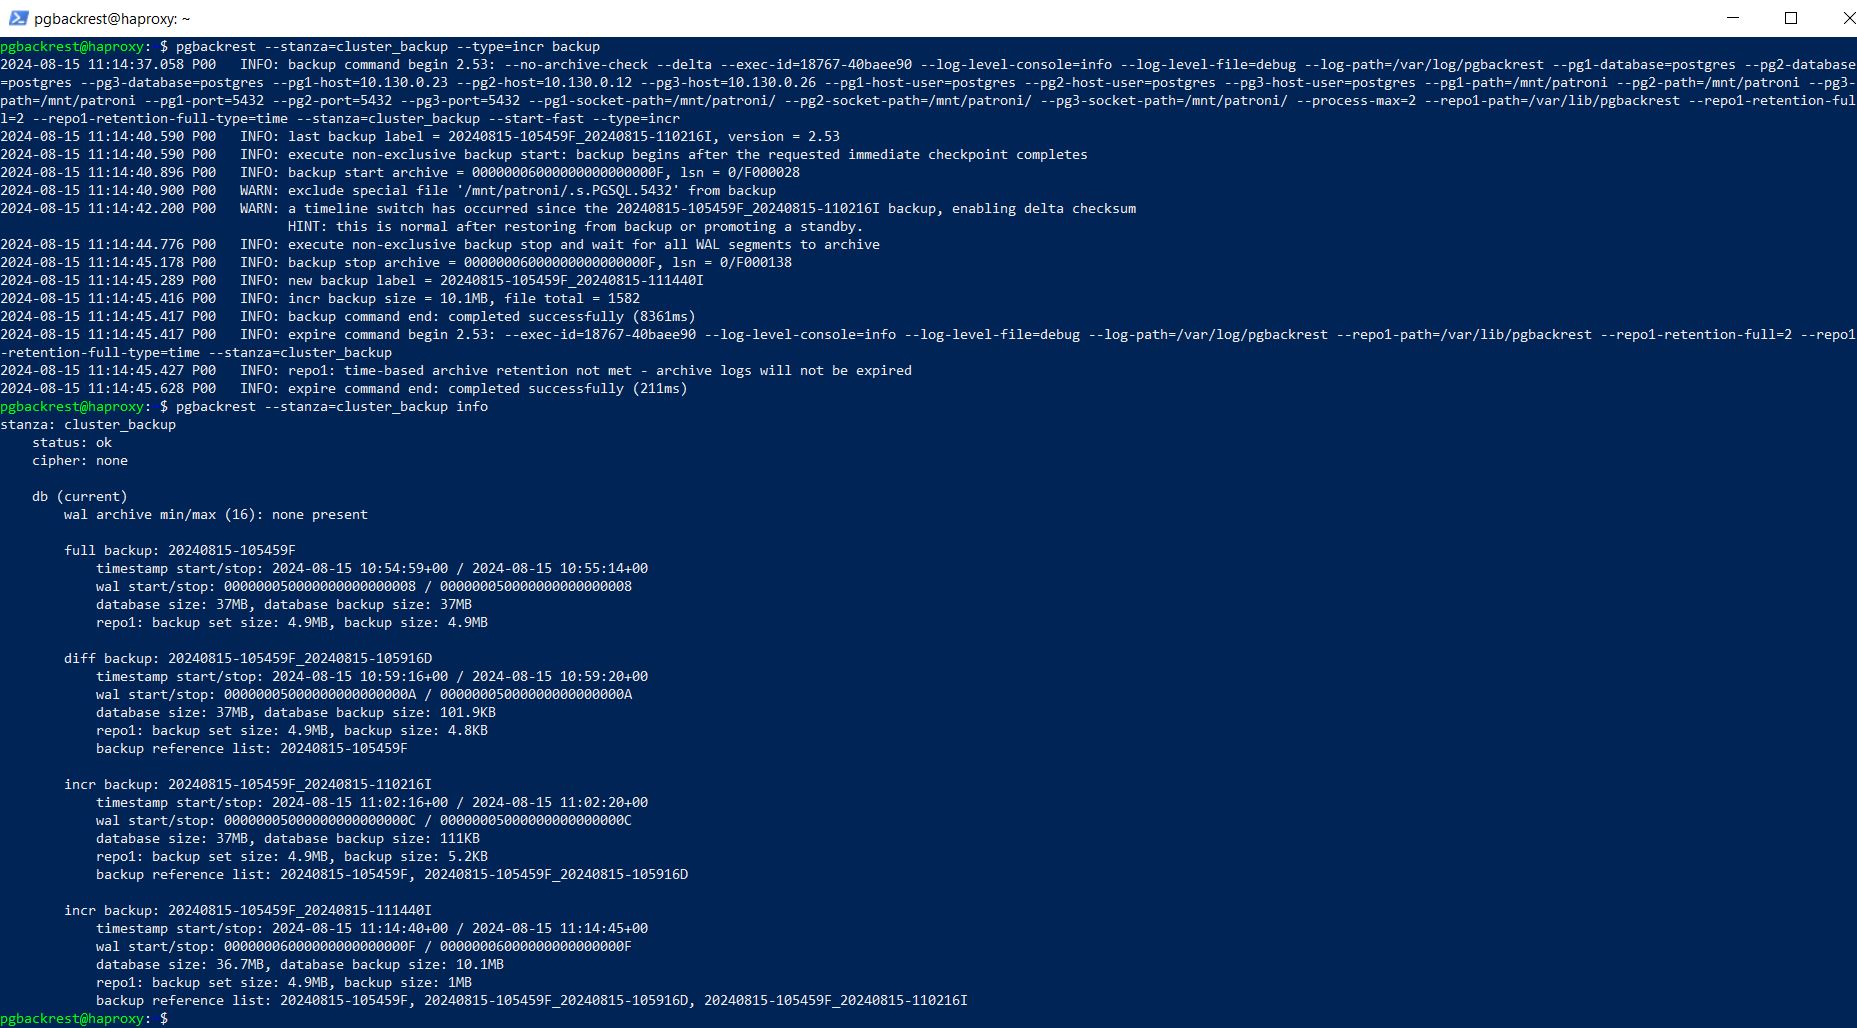 pgbackrest@haproxy: ~
pgbackrest@haproxy: $ pgbackrest --stanza=cluster_backup --type=incr backup
2024-08-15 11:14:37.058 P00   INFO: backup command begin 2.53: --no-archive-check --delta --exec-id=18767-40baee90 --log-level-console=info --log-level-file=debug --log-path=/var/log/pgbackrest --pg1-database=postgres --pg2-database
=postgres --pg3-database=postgres --pg1-host=10.130.0.23 --pg2-host=10.130.0.12 --pg3-host=10.130.0.26 --pg1-host-user=postgres --pg2-host-user=postgres --pg3-host-user=postgres --pg1-path=/mnt/patroni --pg2-path=/mnt/patroni --pg3-
path=/mnt/patroni --pg1-port=5432 --pg2-port=5432 --pg3-port=5432 --pg1-socket-path=/mnt/patroni/ --pg2-socket-path=/mnt/patroni/ --pg3-socket-path=/mnt/patroni/ --process-max=2 --repo1-path=/var/lib/pgbackrest --repo1-retention-ful
l=2 --repo1-retention-full-type=time --stanza=cluster_backup --start-fast --type=incr
2024-08-15 11:14:40.590 P00   INFO: last backup label = 20240815-105459F_20240815-110216I, version = 2.53
2024-08-15 11:14:40.590 P00   INFO: execute non-exclusive backup start: backup begins after the requested immediate checkpoint completes
2024-08-15 11:14:40.896 P00   INFO: backup start archive = 00000006000000000000000F, lsn = 0/F000028
2024-08-15 11:14:40.900 P00   WARN: exclude special file '/mnt/patroni/.s.PGSQL.5432' from backup
2024-08-15 11:14:42.200 P00   WARN: a timeline switch has occurred since the 20240815-105459F_20240815-110216I backup, enabling delta checksum
HINT: this is normal after restoring from backup or promoting a standby.
2024-08-15 11:14:44.776 P00   INFO: execute non-exclusive backup stop and wait for all WAL segments to archive
2024-08-15 11:14:45.178 P00   INFO: backup stop archive = 00000006000000000000000F, lsn = 0/F000138
2024-08-15 11:14:45.289 P00   INFO: new backup label = 20240815-105459F_20240815-111440I
2024-08-15 11:14:45.416 P00   INFO: incr backup size = 10.1MB, file total = 1582
2024-08-15 11:14:45.417 P00   INFO: backup command end: completed successfully (8361ms)
2024-08-15 11:14:45.417 P00   INFO: expire command begin 2.53: --exec-id=18767-40baee90 --log-level-console=info --log-level-file=debug --log-path=/var/log/pgbackrest --repo1-path=/var/lib/pgbackrest --repo1-retention-full=2 --repo1
-retention-full-type=time --stanza=cluster_backup
2024-08-15 11:14:45.427 P00   INFO: repo1: time-based archive retention not met - archive logs will not be expired
2024-08-15 11:14:45.628 P00   INFO: expire command end: completed successfully (211ms)
pgbackrest@haproxy: $ pgbackrest --stanza=cluster_backup info
stanza: cluster_backup
status: ok
cipher: none
db (current)
wal archive min/max (16): none present
full backup: 20240815-105459F
timestamp start/stop: 2024-08-15 10:54:59+00 / 2024-08-15 10:55:14+00
wal start/stop: 000000050000000000000008 / 000000050000000000000008
database size: 37MB, database backup size: 37MB
repo1: backup set size: 4.9MB, backup size: 4.9MB
diff backup: 20240815-105459F_20240815-105916D
timestamp start/stop: 2024-08-15 10:59:16+00 / 2024-08-15 10:59:20+00
wal start/stop: 00000005000000000000000A / 00000005000000000000000A
database size: 37MB, database backup size: 101.9KB
repo1: backup set size: 4.9MB, backup size: 4.8KB
backup reference list: 20240815-105459F
incr backup: 20240815-105459F_20240815-110216I
timestamp start/stop: 2024-08-15 11:02:16+00 / 2024-08-15 11:02:20+00
wal start/stop: 00000005000000000000000C / 00000005000000000000000C
database size: 37MB, database backup size: 111KB
repo1: backup set size: 4.9MB, backup size: 5.2KB
backup reference list: 20240815-105459F, 20240815-105459F_20240815-105916D
incr backup: 20240815-105459F_20240815-111440I
timestamp start/stop: 2024-08-15 11:14:40+00 / 2024-08-15 11:14:45+00
wal start/stop: 00000006000000000000000F / 00000006000000000000000F
database size: 36.7MB, database backup size: 10.1MB
repo1: backup set size: 4.9MB, backup size: 1MB
backup reference list: 20240815-105459F, 20240815-105459F_20240815-105916D, 20240815-105459F_20240815-110216I
pgbackrest@haproxy: $